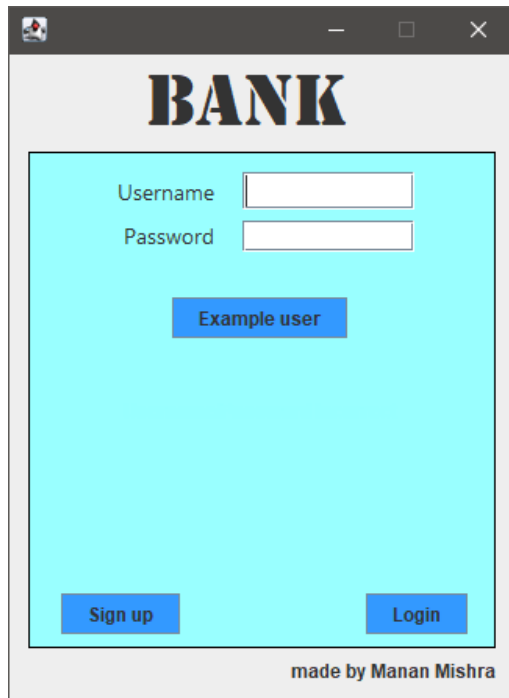 BANK
Username
Password
Example user
Sign up Login
made by Manan Mishra